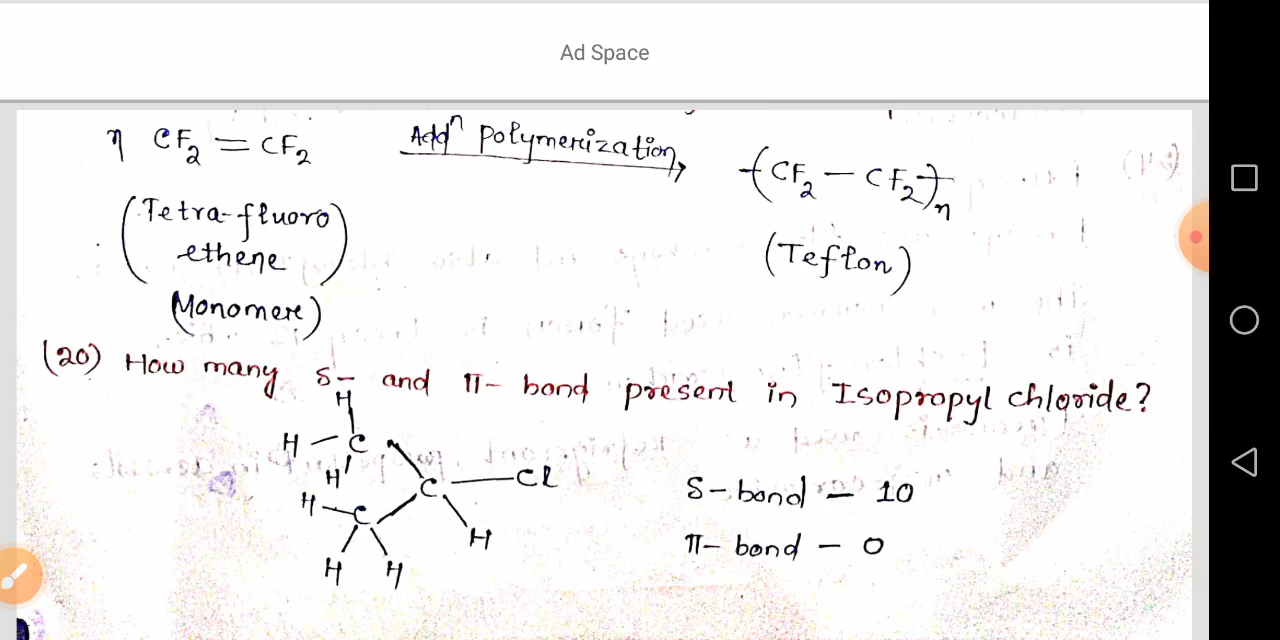 Ad Space
η CF2 = CF2 Addn Polymerization -(CF2 - CF2)-n
(Tetra-fluoro
ethene)
(Monomere)
(Teflon)
(20) How many S- and π- bond present in Isopropyl chloride?
H
H - C
H
C - Cl
H - C
H
H H
S-bond - 10
π- bond - 0